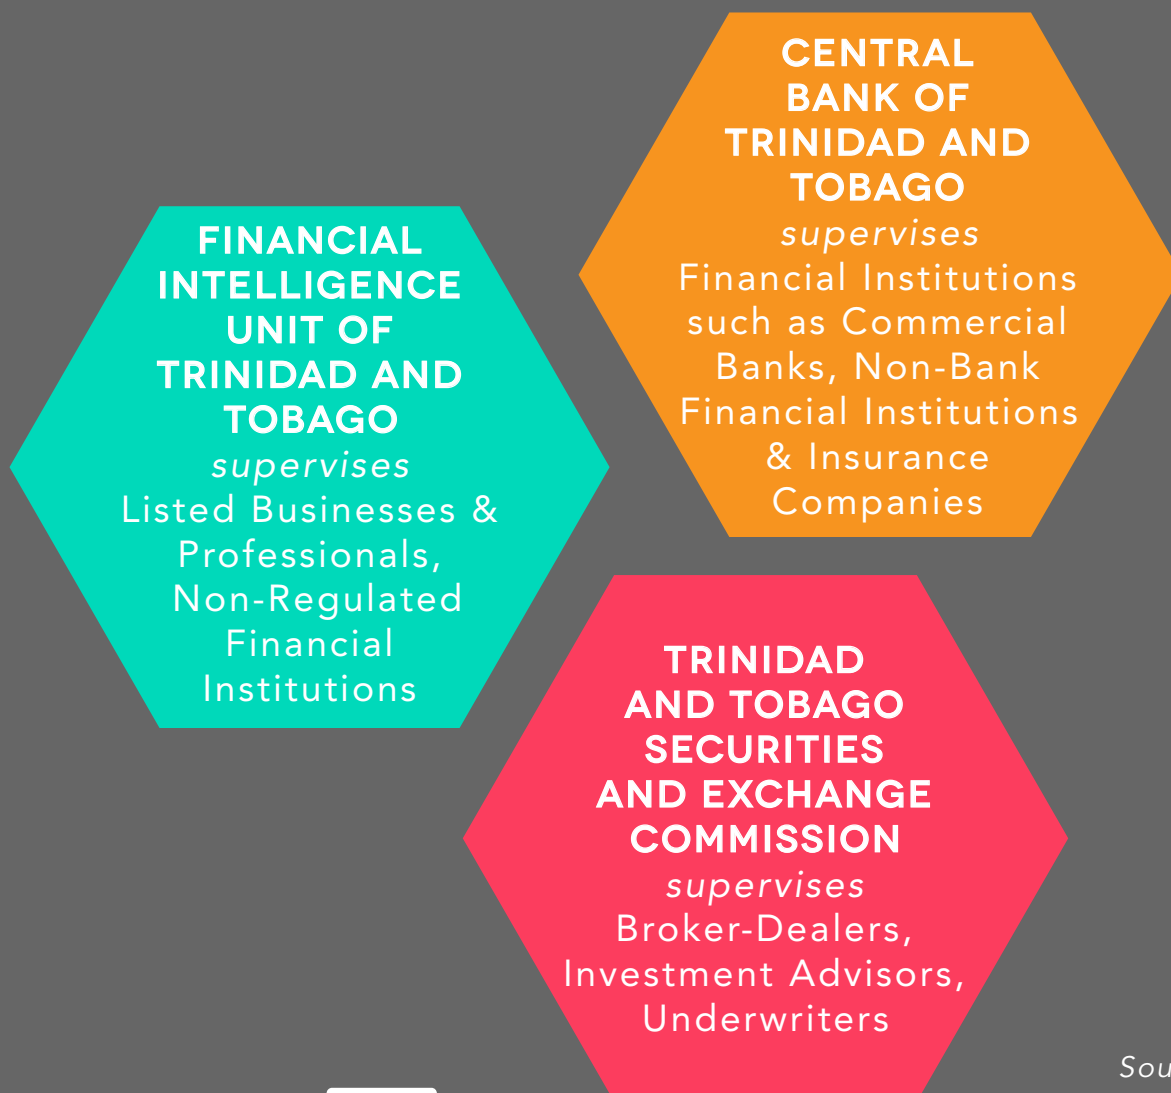 CENTRAL
BANK OF
TRINIDAD AND
TOBAGO
supervises
Financial Institutions
such as Commercial
Banks, Non-Bank
Financial Institutions
& Insurance
Companies
FINANCIAL
INTELLIGENCE
UNIT OF
TRINIDAD AND
TOBAGO
supervises
Listed Businesses &
Professionals,
Non-Regulated
Financial
Institutions
TRINIDAD
AND TOBAGO
SECURITIES
AND EXCHANGE
COMMISSION
supervises
Broker-Dealers,
Investment Advisors,
Underwriters